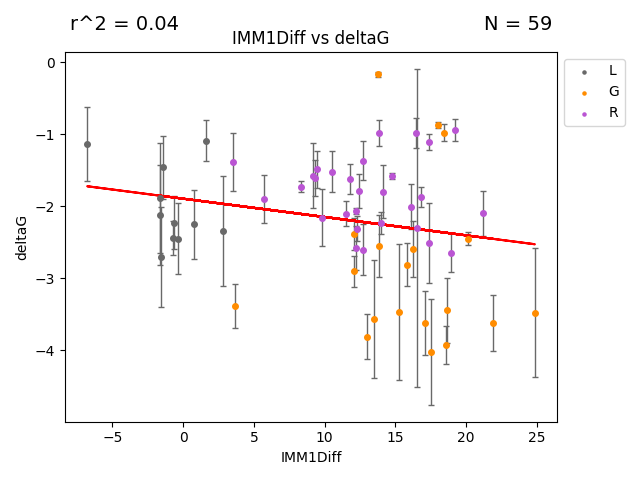 r^2 = 0.04
N = 59
IMM1Diff vs deltaG
L
G
R
0
−1
−2
−3
−4
deltaG
−5
0
5
10
15
20
25
IMM1Diff